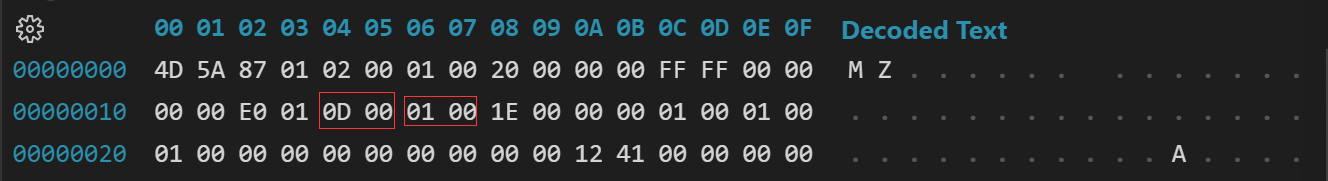 00 01 02 03 04 05 06 07 08 09 0A 0B 0C 0D 0E 0F Decoded Text
00000000 4D 5A 87 01 02 00 01 00 20 00 00 00 FF FF 00 00 M Z . . . . . . . . . . . . .
00000010 00 00 E0 01 0D 00 01 00 1E 00 00 00 01 00 01 00 . . . . . . . . . . . . . . . .
00000020 01 00 00 00 00 00 00 00 00 00 12 41 00 00 00 00 . . . . . . . . . . . A . . . .